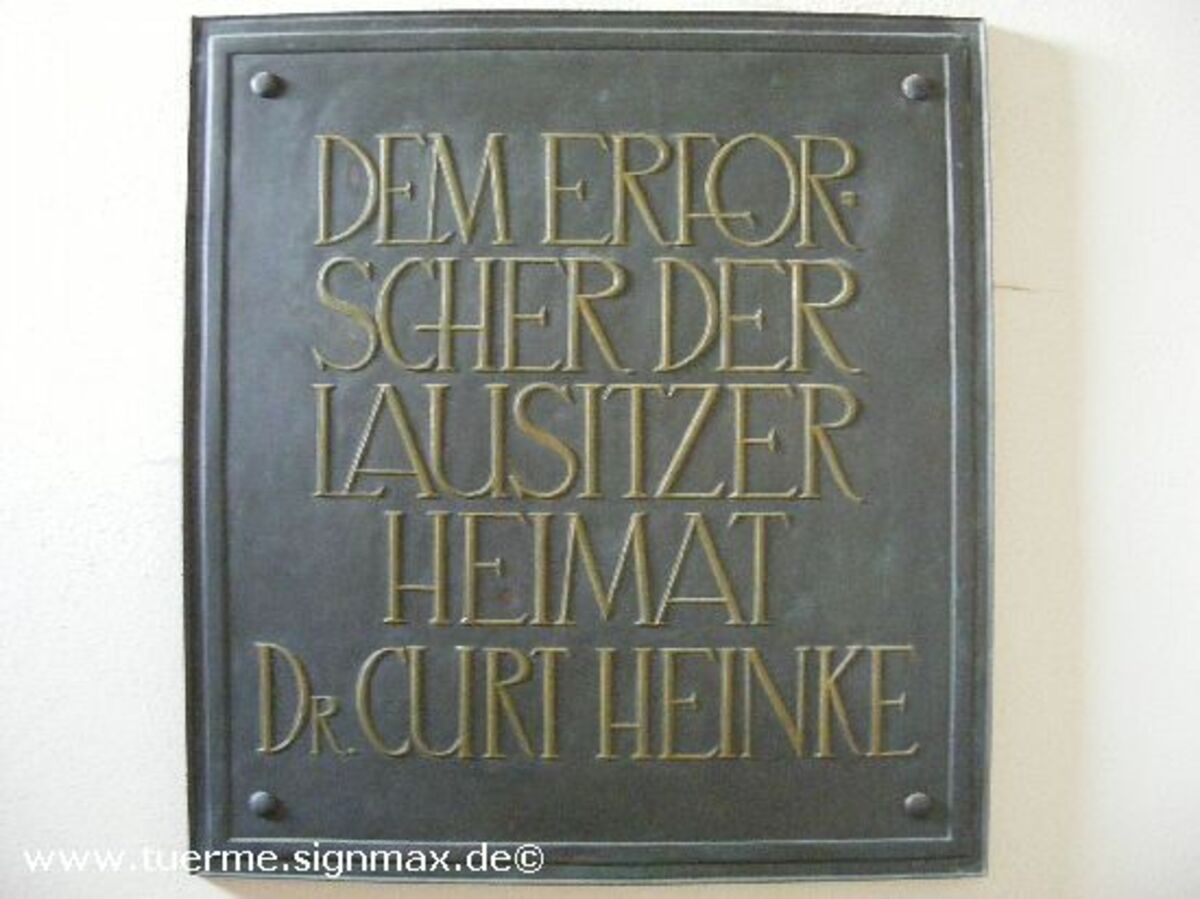 DEM ERFOR-
SCHER DER
LAUSITZER
HEIMAT
DR. CURT HEINKE
www.tuerme.signmax.de©